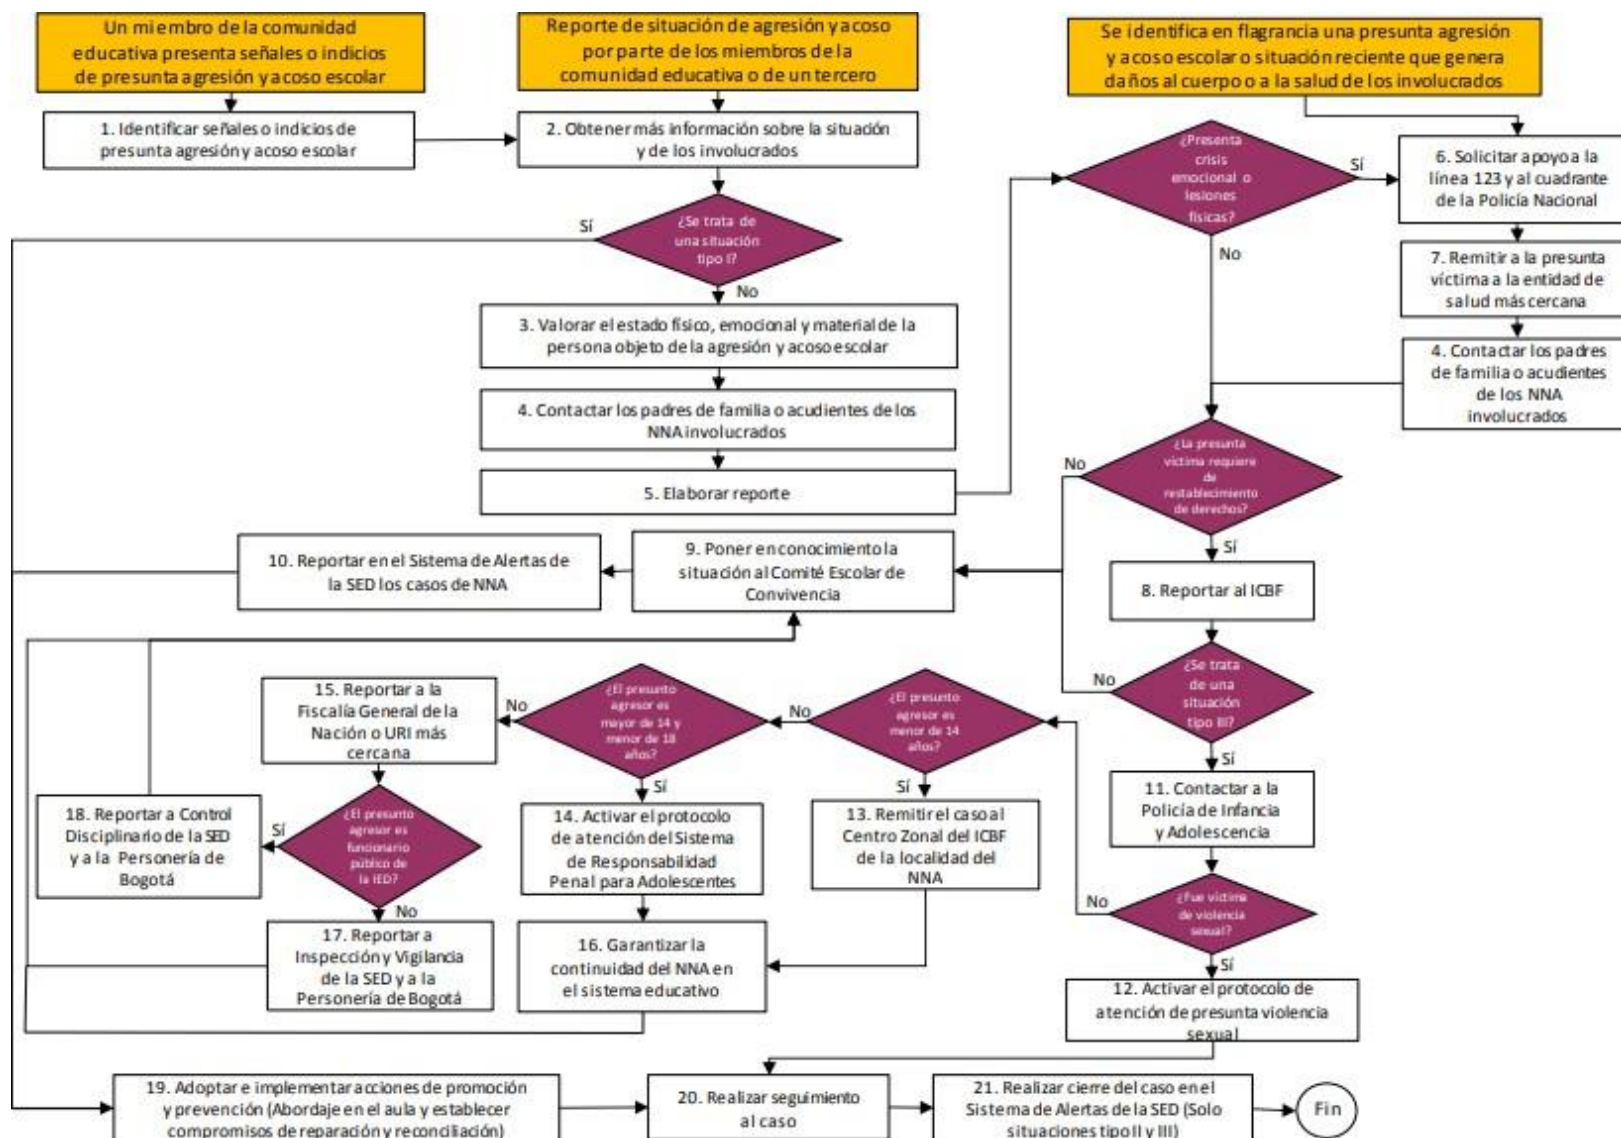 Un miembro de la comunidad
educativa presenta señales o indicios
de presunta agresión y acoso escolar
Reporte de situación de agresión y acoso
por parte de los miembros de la
comunidad educativa o de un tercero
Se identifica en flagrancia una presunta agresión
y acoso escolar o situación reciente que genera
daños al cuerpo o a la salud de los involucrados
1. Identificar señales o indicios de
presunta agresión y acoso escolar
2. Obtener más información sobre la situación
y de los involucrados
¿Presenta
crisis
emocional o
lesiones
físicas?
Sí
No
6. Solicitar apoyo a la
línea 123 y al cuadrante
de la Policía Nacional
¿Se trata de
una situación
tipo I?
Sí
No
7. Remitir a la presunta
víctima a la entidad de
salud más cercana
3. Valorar el estado físico, emocional y material de la
persona objeto de la agresión y acoso escolar
4. Contactar los padres
de familia o acudientes
de los NNA
involucrados
4. Contactar los padres de familia o acudientes de los
NNA involucrados
5. Elaborar reporte
¿La presunta
víctima requiere
de
restablecimiento
de derechos?
No
Sí
10. Reportar en el Sistema de Alertas de
la SED los casos de NNA
9. Poner en conocimiento la
situación al Comité Escolar de
Convivencia
8. Reportar al ICBF
¿Se trata
de una
situación
tipo III?
No
Sí
15. Reportar a la
Fiscalía General de la
Nación o URI más
cercana
No
¿El presunto
agresor es
mayor de 14 y
menor de 18
años?
Sí
No
¿El presunto
agresor es
menor de 14
años?
Sí
11. Contactar a la
Policía de Infancia
y Adolescencia
18. Reportar a Control
Disciplinario de la SED
y a la Personería de
Bogotá
Sí
¿El presunto
agresor es
funcionario
público de
la IED?
No
14. Activar el protocolo
de atención del Sistema
de Responsabilidad
Penal para Adolescentes
13. Remitir el caso al
Centro Zonal del ICBF
de la localidad del
NNA
¿Fue víctima
de violencia
sexual?
No
Sí
17. Reportar a
Inspección y Vigilancia
de la SED y a la
Personería de Bogotá
16. Garantizar la
continuidad del NNA en
el sistema educativo
12. Activar el protocolo de
atención de presunta violencia
sexual
19. Adoptar e implementar acciones de promoción
y prevención (Abordaje en el aula y establecer
compromisos de reparación y reconciliación)
20. Realizar seguimiento
al caso
21. Realizar cierre del caso en el
Sistema de Alertas de la SED (Solo
situaciones tipo II y III)
Fin